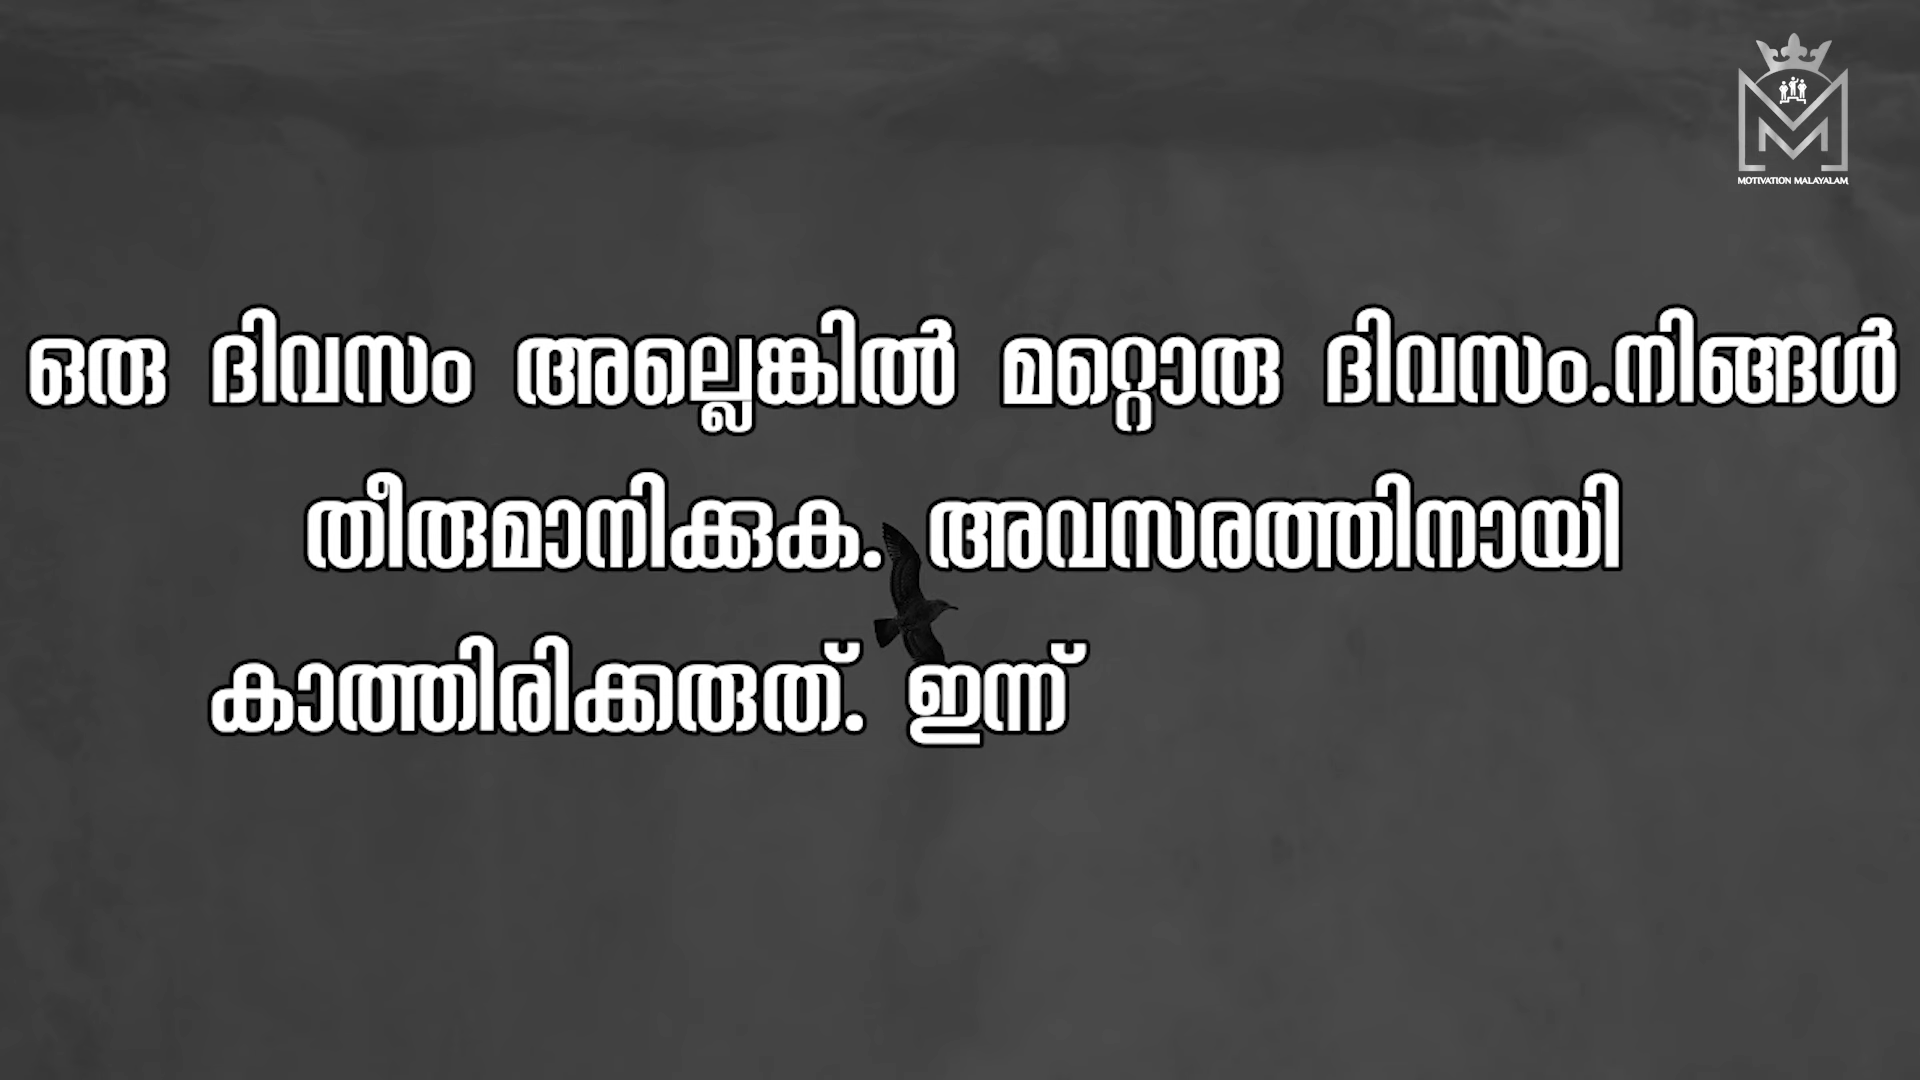 MOTIVATION MALAYALAM
ഒരു ദിവസം അല്ലെങ്കിൽ മറ്റൊരു ദിവസം.നിങ്ങൾ
തീരുമാനിക്കുക. അവസരത്തിനായി
കാത്തിരിക്കരുത്. ഇന്ന്